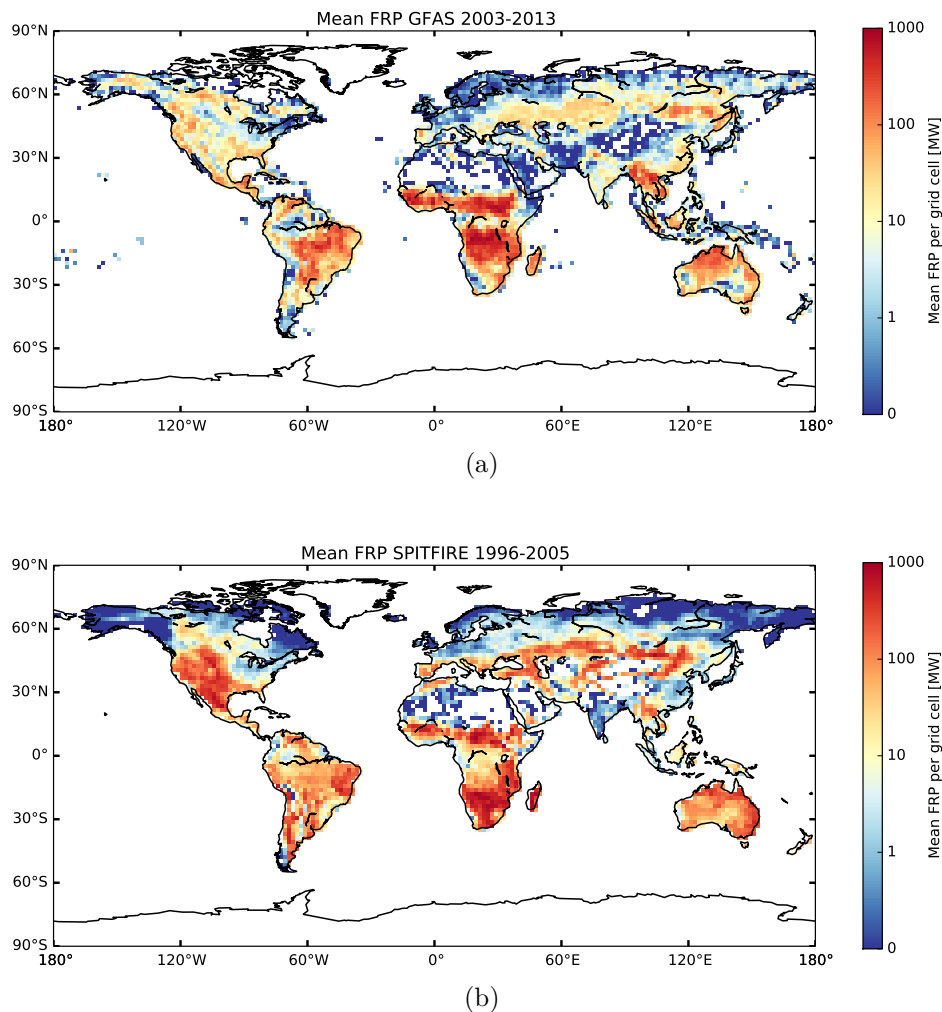 Mean FRP GFAS 2003-2013
90°N
60°N
30°N
0°
30°S
60°S
90°S
180°
120°W
60°W
0°
60°E
120°E
180°
1000
100
10
1
0
Mean FRP per grid cell [MW]
(a)
Mean FRP SPITFIRE 1996-2005
90°N
60°N
30°N
0°
30°S
60°S
90°S
180°
120°W
60°W
0°
60°E
120°E
180°
1000
100
10
1
0
Mean FRP per grid cell [MW]
(b)